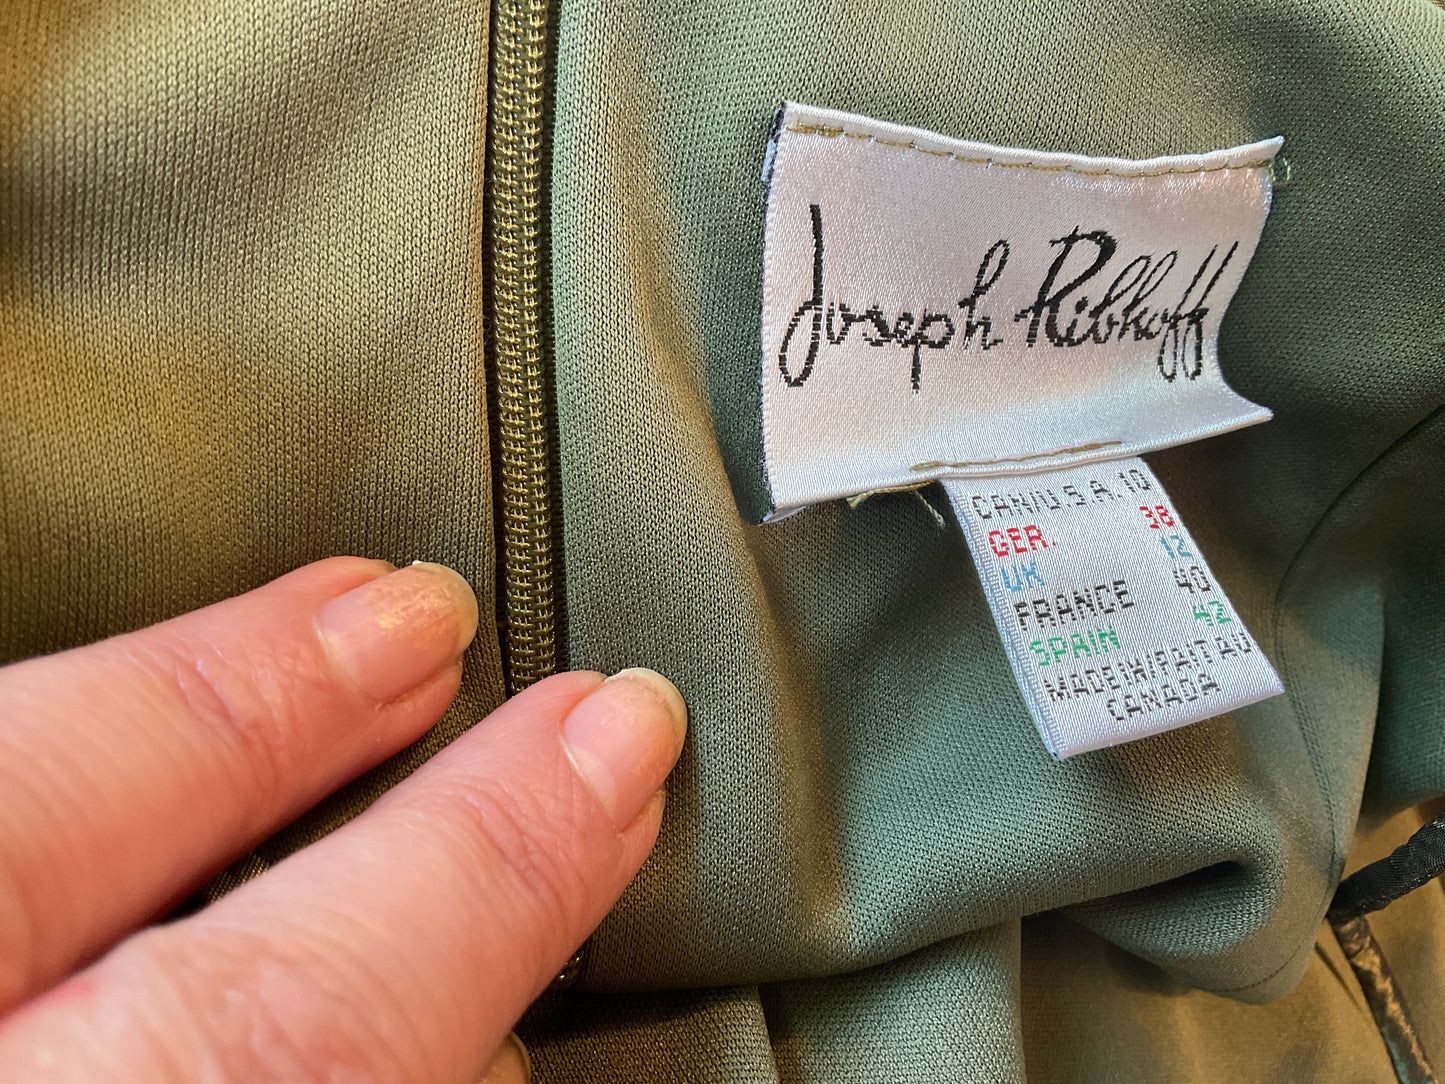 Joseph Ribkoff
CAN/U.S.A. 10
GER. 38
UK 12
FRANCE 40
SPAIN 42
MADE IN/FAIT AU
CANADA